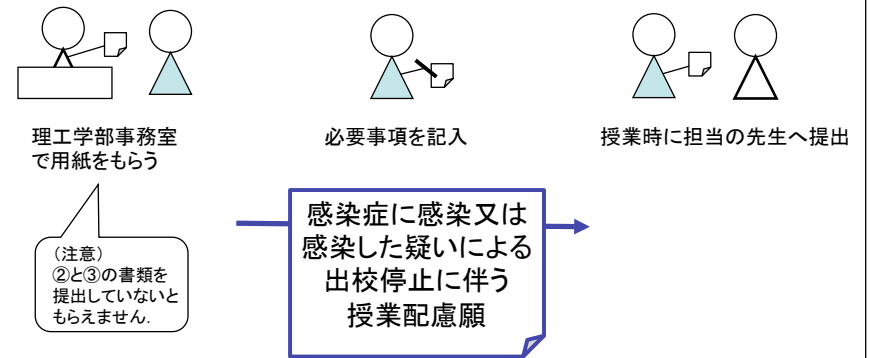 理工学部事務室
で用紙をもらう
必要事項を記入
授業時に担当の先生へ提出
（注意）
②と③の書類を
提出していないと
もらえません.
感染症に感染又は
感染した疑いによる
出校停止に伴う
授業配慮願